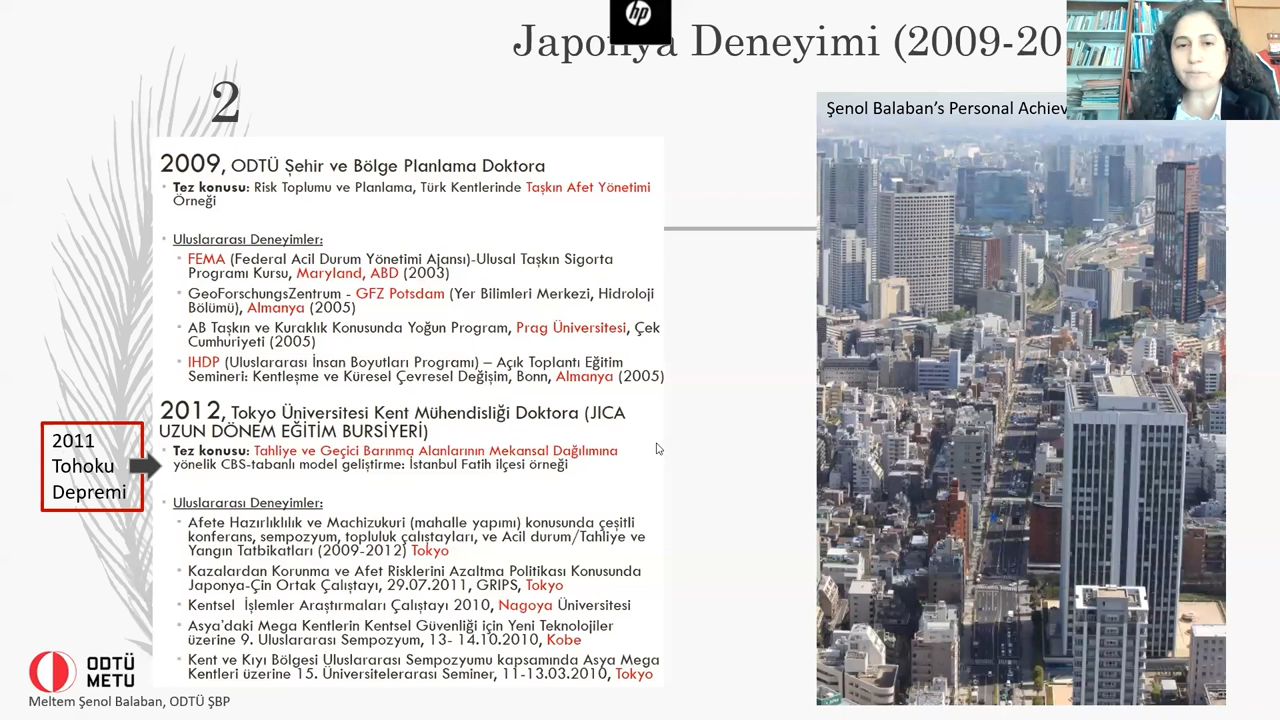 hp
Japonya Deneyimi (2009-20
2
Şenol Balaban's Personal Achiev
2009, ODTÜ Şehir ve Bölge Planlama Doktora
Tez konusu: Risk Toplumu ve Planlama, Türk Kentlerinde Taşkın Afet Yönetimi
Örneği
Uluslararası Deneyimler:
FEMA (Federal Acil Durum Yönetimi Ajansı)-Ulusal Taşkın Sigorta
Programı Kursu, Maryland, ABD (2003)
GeoForschungsZentrum - GFZ Potsdam (Yer Bilimleri Merkezi, Hidroloji
Bölümü), Almanya (2005)
AB Taşkın ve Kuraklık Konusunda Yoğun Program, Prag Üniversitesi, Çek
Cumhuriyeti (2005)
IHDP (Uluslararası İnsan Boyutları Programı) – Açık Toplantı Eğitim
Semineri: Kentleşme ve Küresel Çevresel Değişim, Bonn, Almanya (2005)
2012, Tokyo Üniversitesi Kent Mühendisliği Doktora (JICA
UZUN DÖNEM EĞİTİM BURSİYERİ)
Tez konusu: Tahliye ve Geçici Barınma Alanlarının Mekansal Dağılımına
yönelik CBS-tabanlı model geliştirme: İstanbul Fatih ilçesi örneği
2011
Tohoku
Depremi
Uluslararası Deneyimler:
Afete Hazırlıklılık ve Machizukuri (mahalle yapımı) konusunda çeşitli
konferans, sempozyum, topluluk çalıştayları, ve Acil durum/Tahliye ve
Yangın Tatbikatları (2009-2012) Tokyo
Kazalardan Korunma ve Afet Risklerini Azaltma Politikası Konusunda
Japonya-Çin Ortak Çalıştayı, 29.07.2011, GRIPS, Tokyo
Kentsel İşlemler Araştırmaları Çalıştayı 2010, Nagoya Üniversitesi
Asya'daki Mega Kentlerin Kentsel Güvenliği için Yeni Teknolojiler
üzerine 9. Uluslararası Sempozyum, 13- 14.10.2010, Kobe
Kent ve Kıyı Bölgesi Uluslararası Sempozyumu kapsamında Asya Mega
Kentleri üzerine 15. Üniversitelerarası Seminer, 11-13.03.2010, Tokyo
ODTÜ
METU
Meltem Şenol Balaban, ODTÜ ŞBP